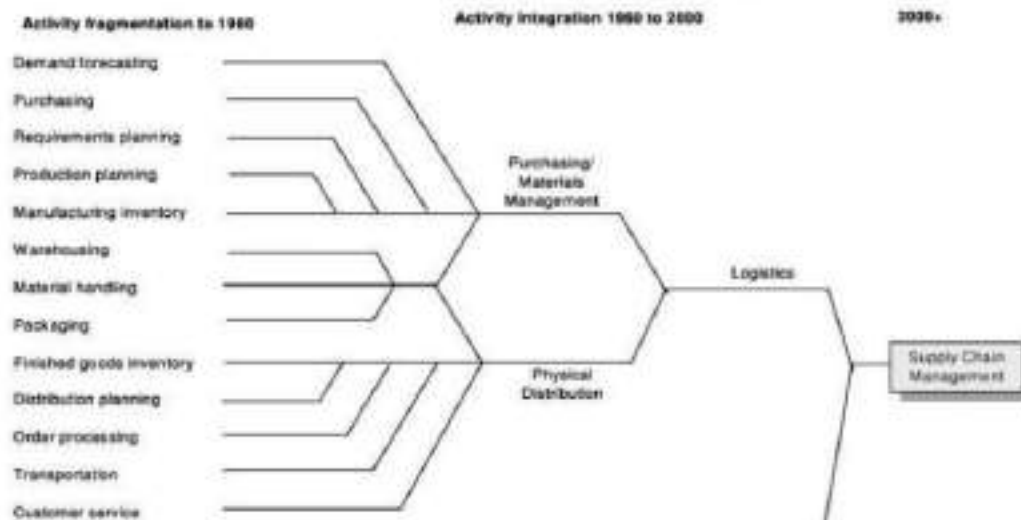 Activity fragmentation to 1960
Activity Integration 1960 to 2000
2000+
Demand forecasting
Purchasing
Requirements planning
Production planning
Manufacturing inventory
Warehousing
Material handling
Packaging
Finished goods inventory
Distribution planning
Order processing
Transportation
Customer service
Purchasing/
Materials
Management
Physical
Distribution
Logistics
Supply Chain
Management